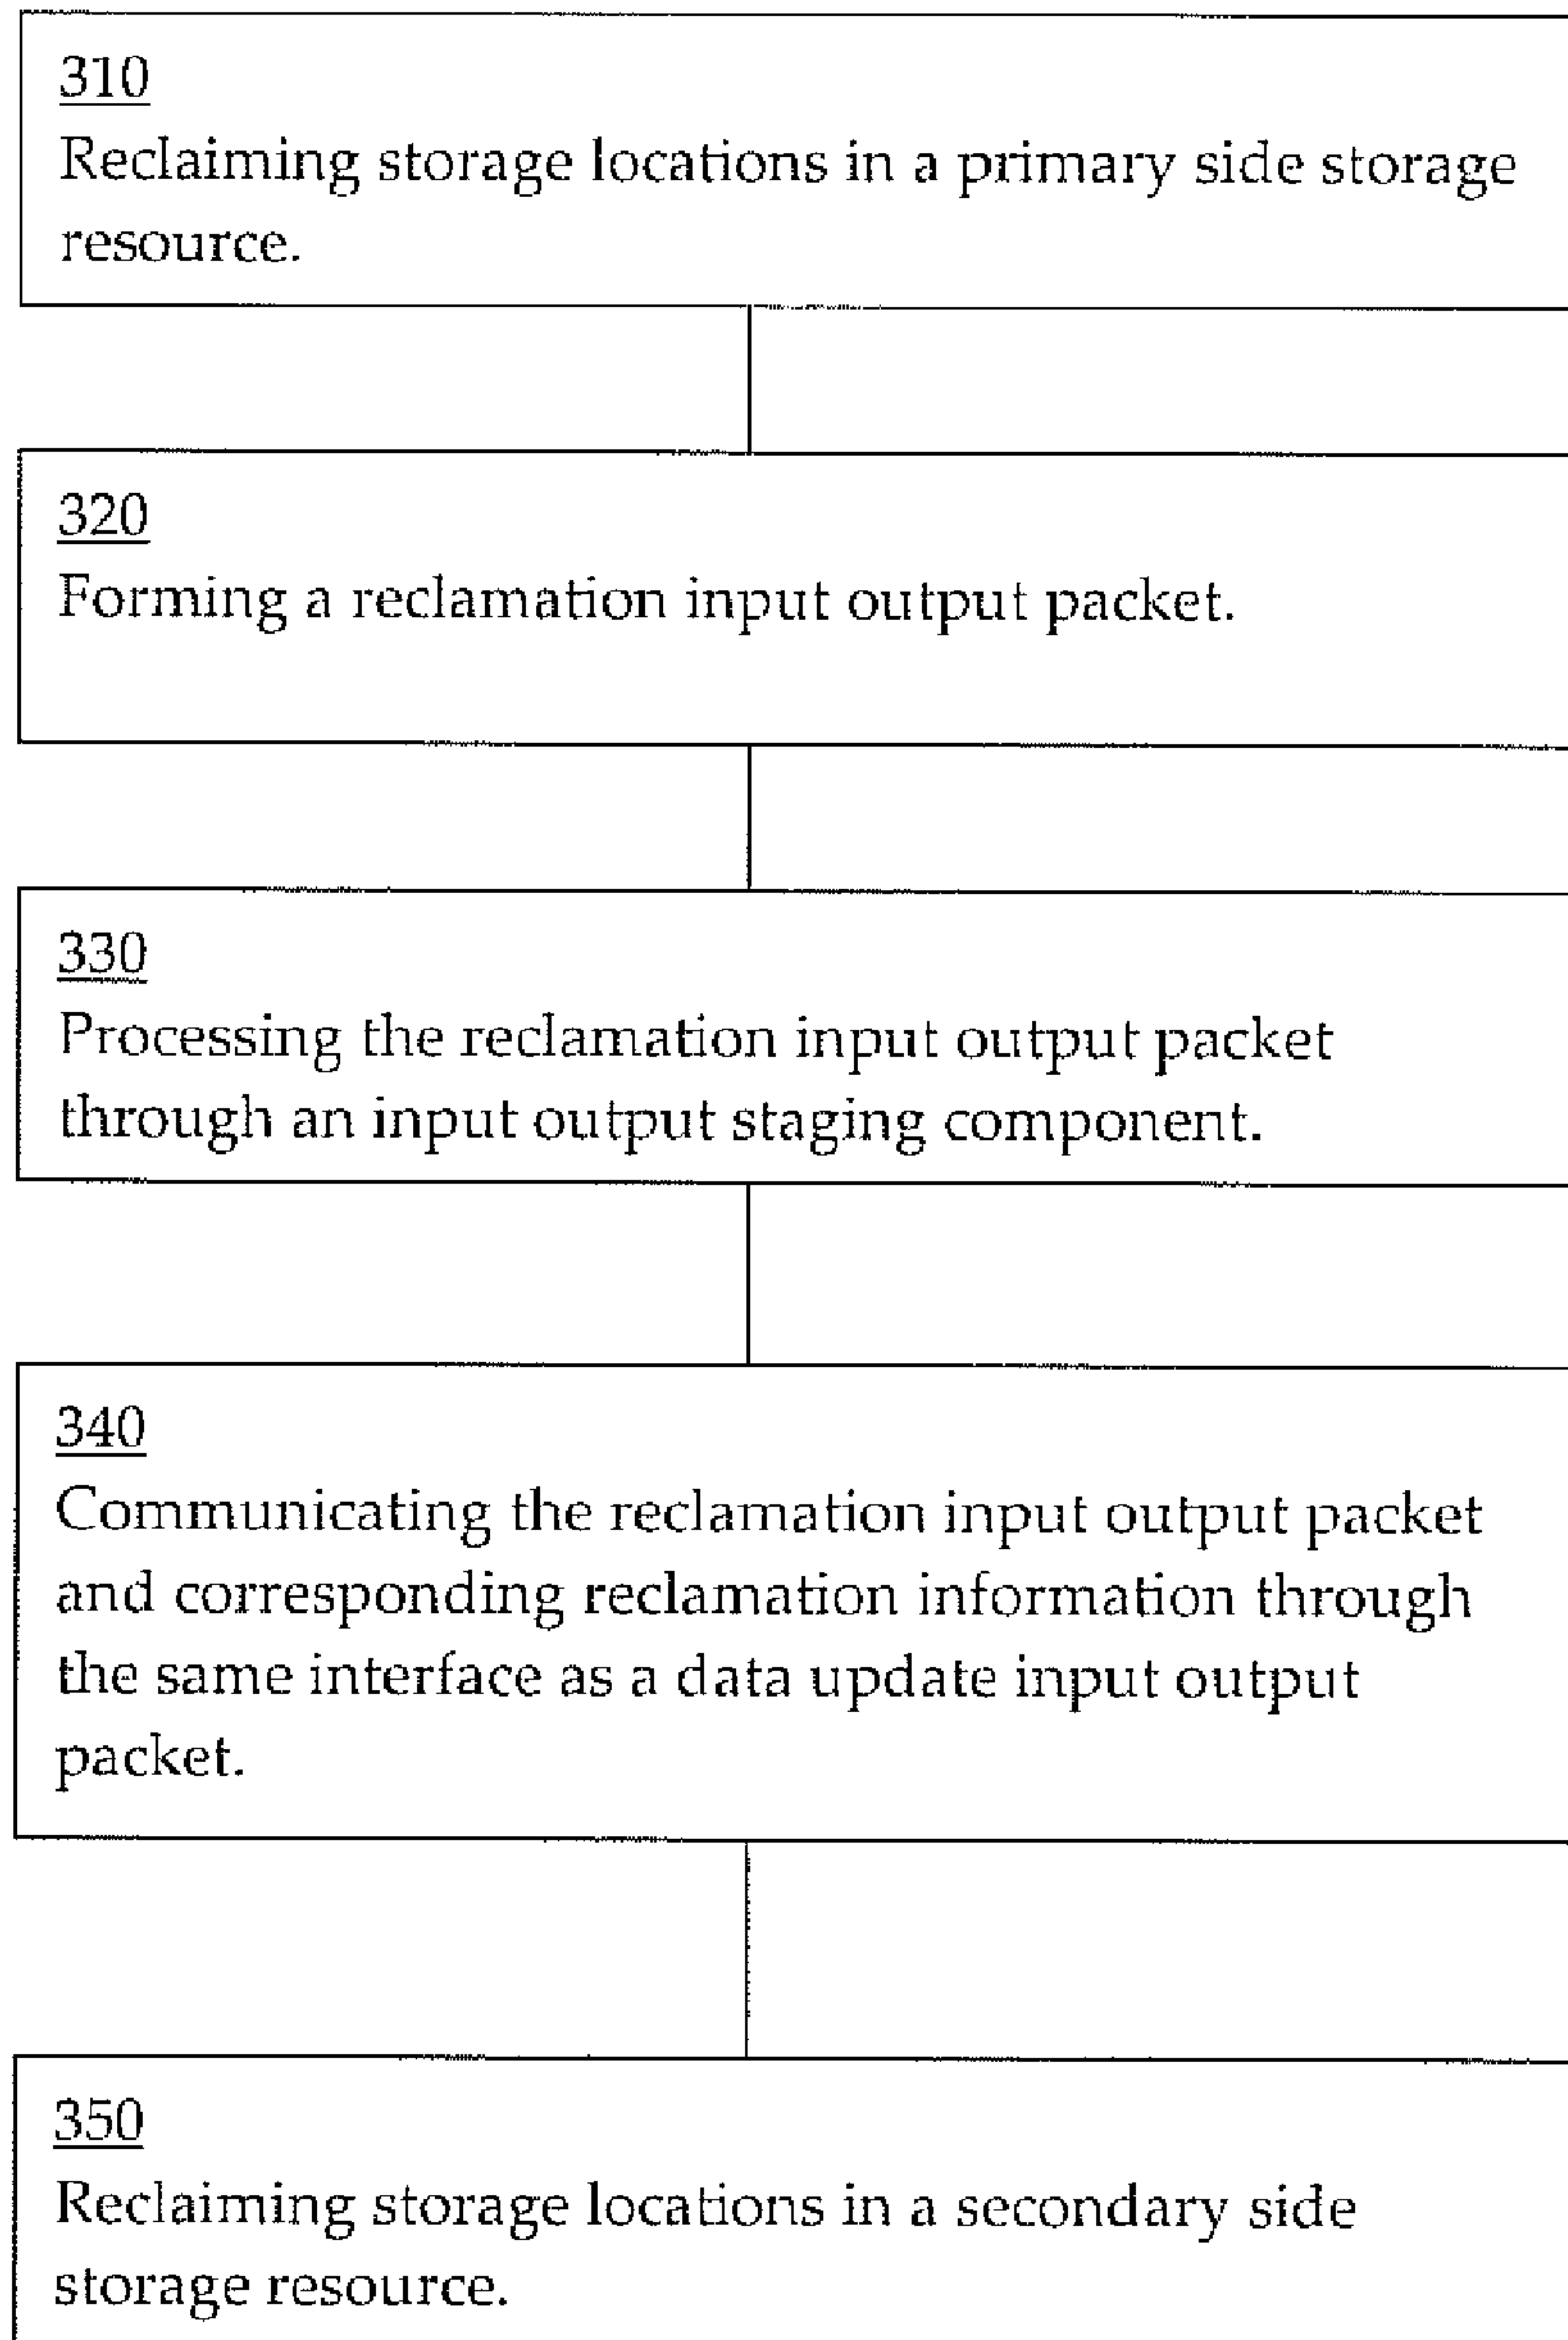 310
Reclaiming storage locations in a primary side storage
resource.
320
Forming a reclamation input output packet.
330
Processing the reclamation input output packet
through an input output staging component.
340
Communicating the reclamation input output packet
and corresponding reclamation information through
the same interface as a data update input output
packet.
350
Reclaiming storage locations in a secondary side
storage resource.